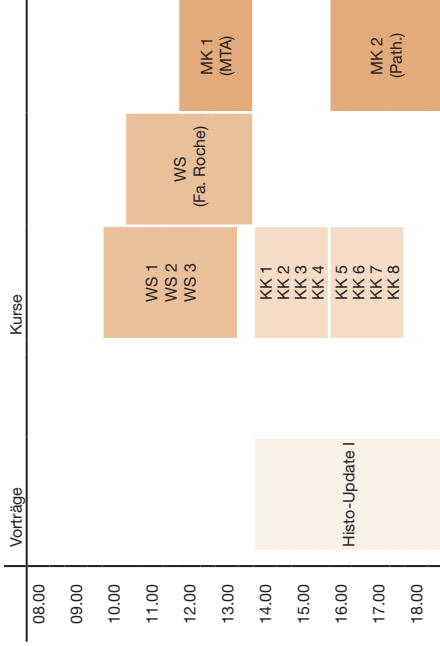 Vorträge
Kurse
08.00
09.00
10.00
11.00
12.00
13.00
14.00
15.00
16.00
17.00
18.00
Histo-Update I
WS 1
WS 2
WS 3
KK 1
KK 2
KK 3
KK 4
KK 5
KK 6
KK 7
KK 8
WS
(Fa. Roche)
MK 1
(MTA)
MK 2
(Path.)